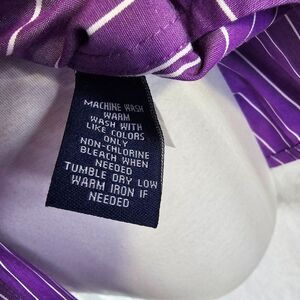 MACHINE WASH
WARM
WASH WITH
LIKE COLORS
ONLY
NON-CHLORINE
BLEACH WHEN
NEEDED
TUMBLE DRY LOW
WARM IRON IF
NEEDED